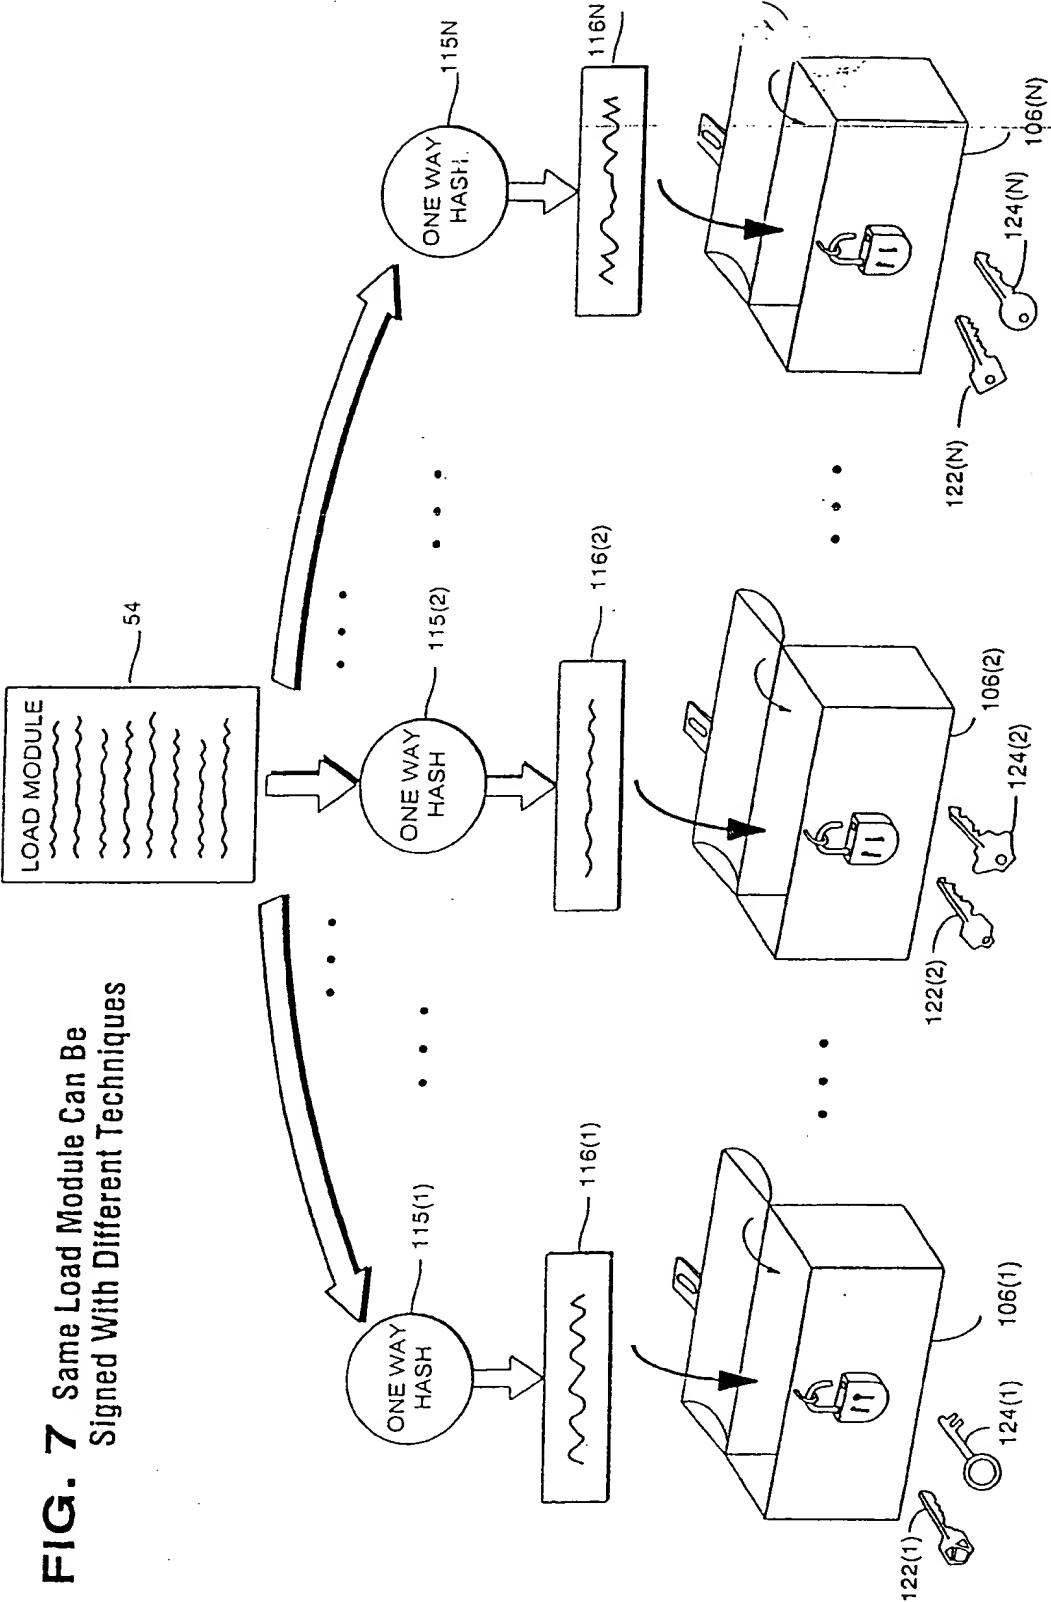 FIG. 7 Same Load Module Can Be
Signed With Different Techniques
LOAD MODULE
54
ONE WAY
HASH
115(1)
ONE WAY
HASH
115(2)
ONE WAY
HASH
115N
116(1)
116(2)
116N
106(1)
122(1)
124(1)
106(2)
122(2)
124(2)
106(N)
122(N)
124(N)